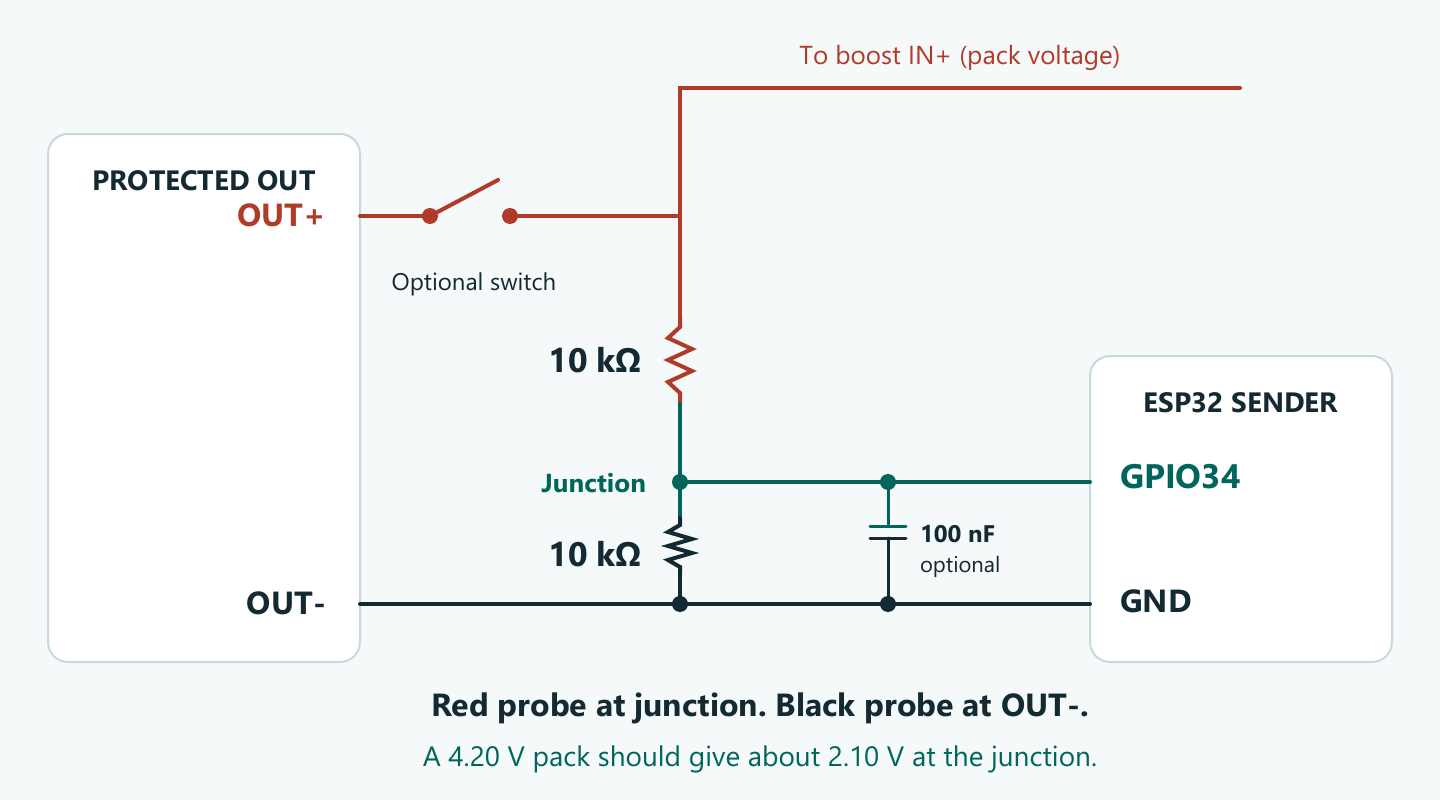 To boost IN+ (pack voltage)
PROTECTED OUT
OUT+
Optional switch
10 kΩ
ESP32 SENDER
GPIO34
Junction
100 nF
optional
10 kΩ
OUT-
GND
Red probe at junction. Black probe at OUT-.
A 4.20 V pack should give about 2.10 V at the junction.